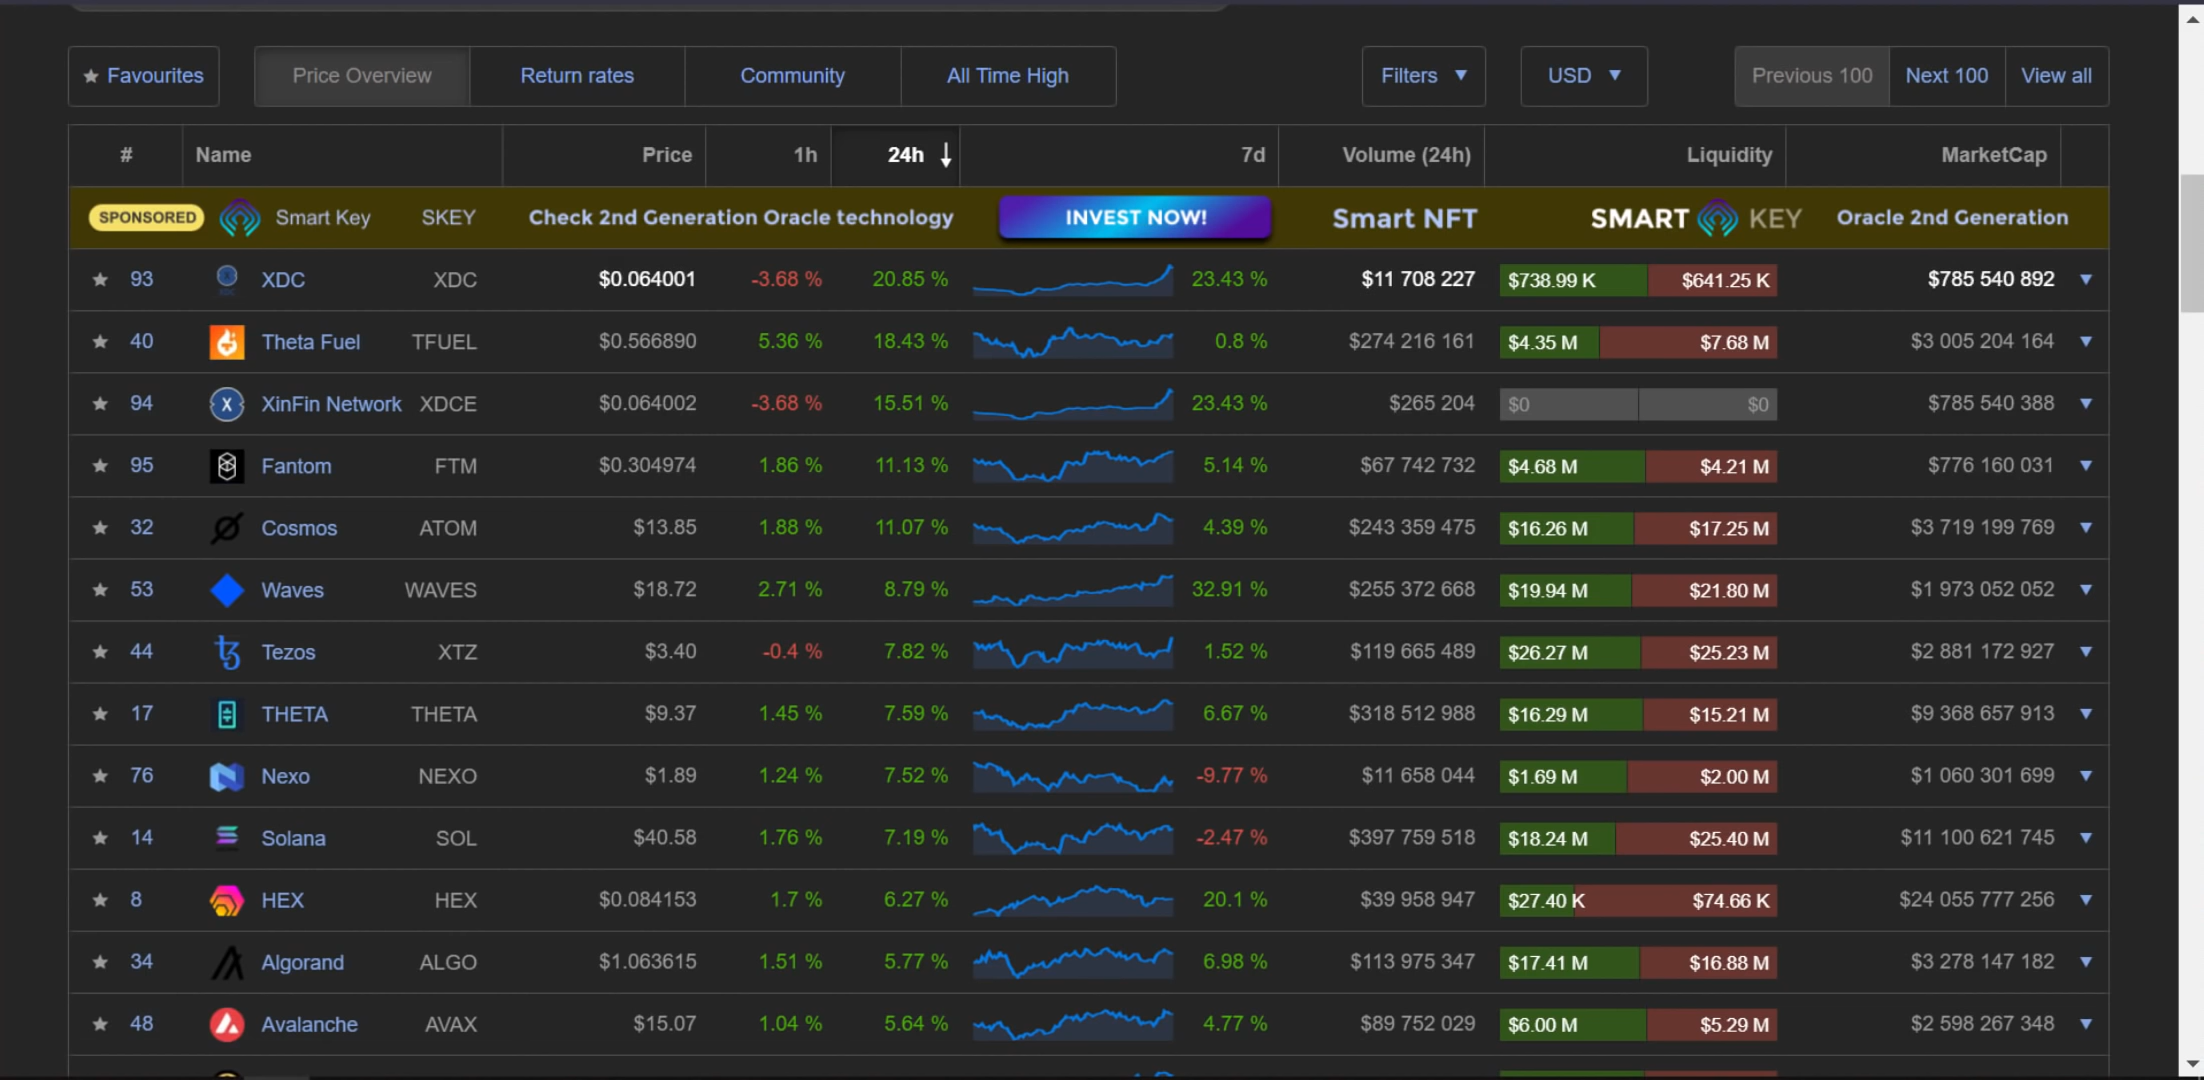 ★ Favourites Price Overview Return rates Community All Time High Filters ▼ USD ▼ Previous 100 Next 100 View all
# Name Price 1h 24h ↓ 7d Volume (24h) Liquidity MarketCap
SPONSORED Smart Key SKEY Check 2nd Generation Oracle technology INVEST NOW! Smart NFT SMART KEY Oracle 2nd Generation
★ 93 XDC XDC $0.064001 -3.68 % 20.85 % 23.43 % $11 708 227 $738.99 K $641.25 K $785 540 892 ▼
★ 40 Theta Fuel TFUEL $0.566890 5.36 % 18.43 % 0.8 % $274 216 161 $4.35 M $7.68 M $3 005 204 164 ▼
★ 94 XinFin Network XDCE $0.064002 -3.68 % 15.51 % 23.43 % $265 204 $0 $0 $785 540 388 ▼
★ 95 Fantom FTM $0.304974 1.86 % 11.13 % 5.14 % $67 742 732 $4.68 M $4.21 M $776 160 031 ▼
★ 32 Cosmos ATOM $13.85 1.88 % 11.07 % 4.39 % $243 359 475 $16.26 M $17.25 M $3 719 199 769 ▼
★ 53 Waves WAVES $18.72 2.71 % 8.79 % 32.91 % $255 372 668 $19.94 M $21.80 M $1 973 052 052 ▼
★ 44 Tezos XTZ $3.40 -0.4 % 7.82 % 1.52 % $119 665 489 $26.27 M $25.23 M $2 881 172 927 ▼
★ 17 THETA THETA $9.37 1.45 % 7.59 % 6.67 % $318 512 988 $16.29 M $15.21 M $9 368 657 913 ▼
★ 76 Nexo NEXO $1.89 1.24 % 7.52 % -9.77 % $11 658 044 $1.69 M $2.00 M $1 060 301 699 ▼
★ 14 Solana SOL $40.58 1.76 % 7.19 % -2.47 % $397 759 518 $18.24 M $25.40 M $11 100 621 745 ▼
★ 8 HEX HEX $0.084153 1.7 % 6.27 % 20.1 % $39 958 947 $27.40 K $74.66 K $24 055 777 256 ▼
★ 34 Algorand ALGO $1.063615 1.51 % 5.77 % 6.98 % $113 975 347 $17.41 M $16.88 M $3 278 147 182 ▼
★ 48 Avalanche AVAX $15.07 1.04 % 5.64 % 4.77 % $89 752 029 $6.00 M $5.29 M $2 598 267 348 ▼